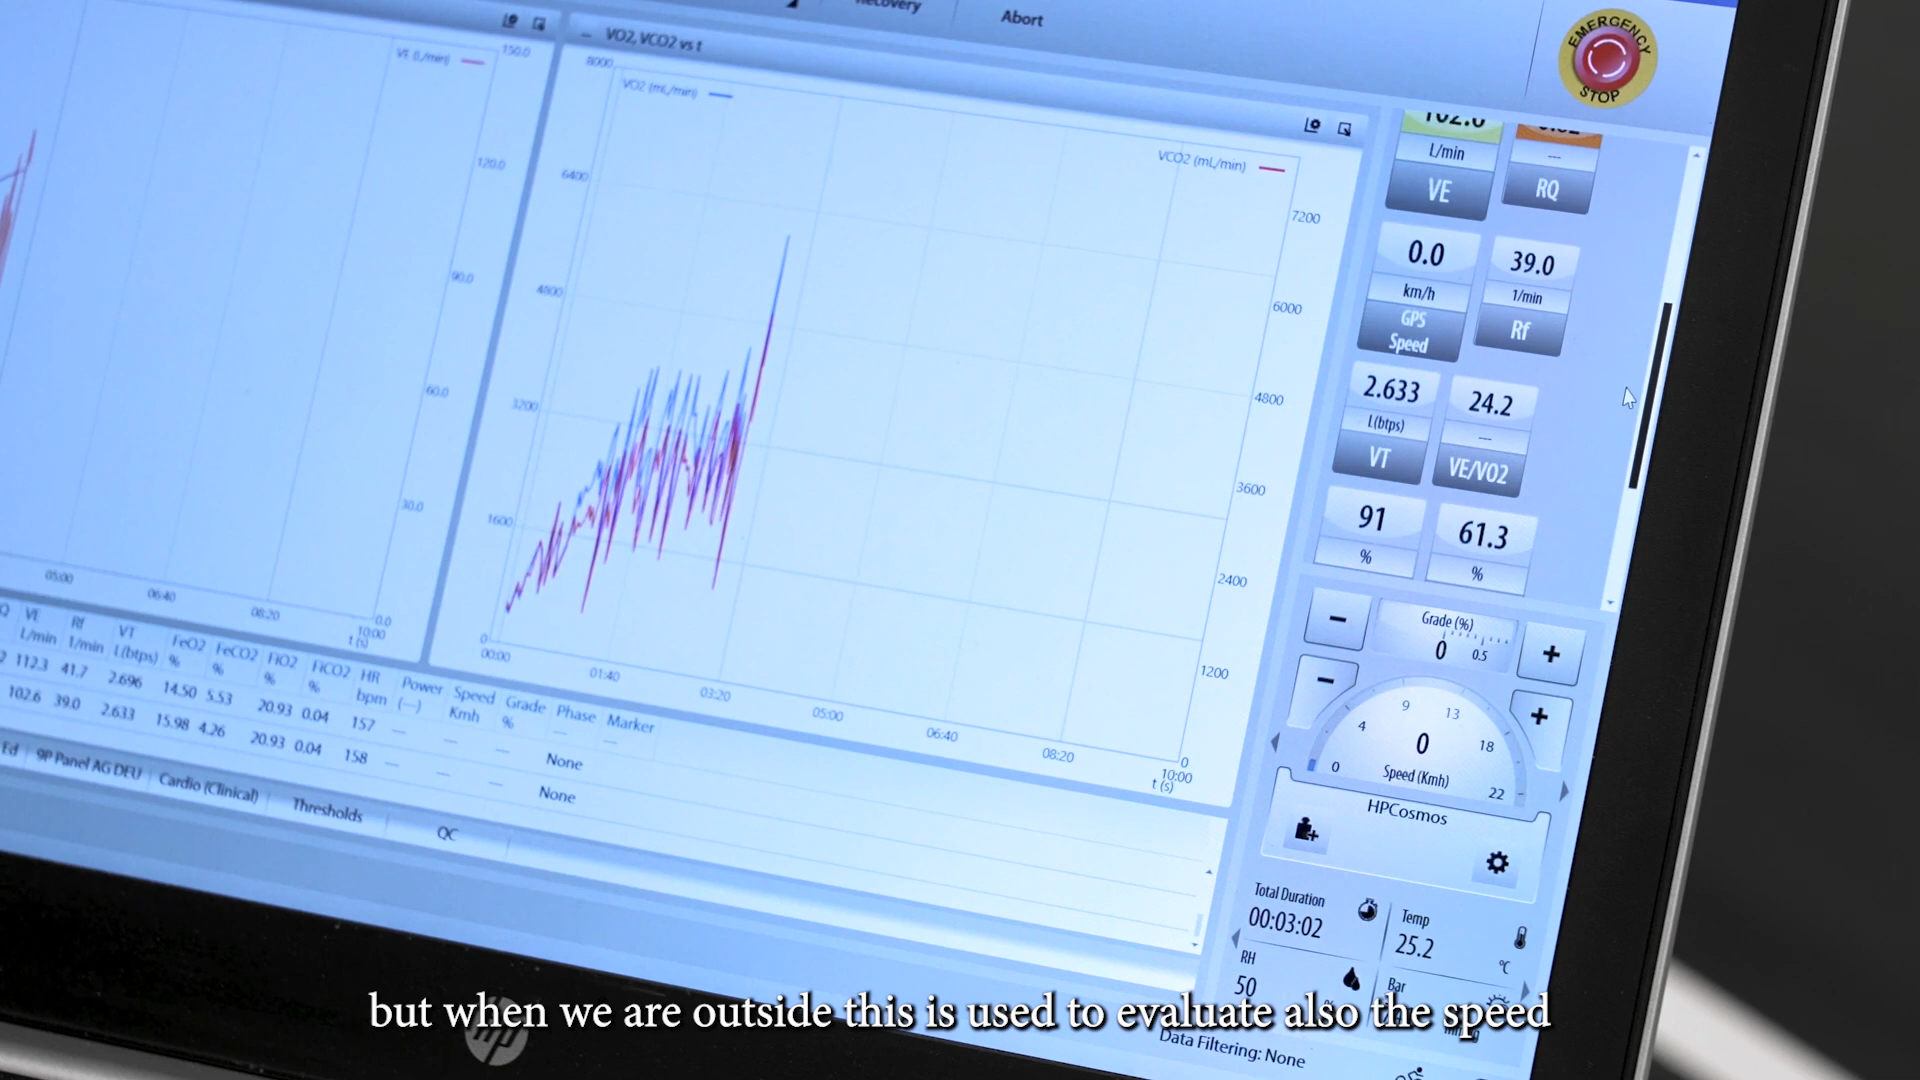 Recovery
Abort
EMERGENCY
STOP
VE (L/min)
150.0
120.0
90.0
60.0
30.0
0.0
05:00
06:40
08:20
10:00
t (s)
VO2, VCO2 vs t
8000
VO2 (mL/min)
6400
4800
3200
1600
0
VCO2 (mL/min)
7200
6000
4800
3600
2400
1200
0
00:00
01:40
03:20
05:00
06:40
08:20
10:00
t (s)
L/min
VE
---
RQ
0.0
km/h
GPS
Speed
39.0
1/min
Rf
2.633
L(btps)
VT
24.2
---
VE/VO2
91
%
61.3
%
Grade (%)
0 0.5
0 4 9 13 18 22
0
Speed (Kmh)
HPCosmos
Total Duration
00:03:02
Temp
25.2
°C
RH
50
Bar
VE Rf VT FeO2 FeCO2 FiO2 FiCO2 HR Power Speed Grade Phase Marker
L/min 1/min L(btps) % % % % bpm (---) Kmh % --- ---
112.3 41.7 2.696 14.50 5.53 20.93 0.04 157 --- --- --- None
102.6 39.0 2.633 15.98 4.26 20.93 0.04 158 --- --- --- None
Ed 9P Panel AG DEU Cardio (Clinical) Thresholds QC
but when we are outside this is used to evaluate also the speed
hp
Data Filtering: None